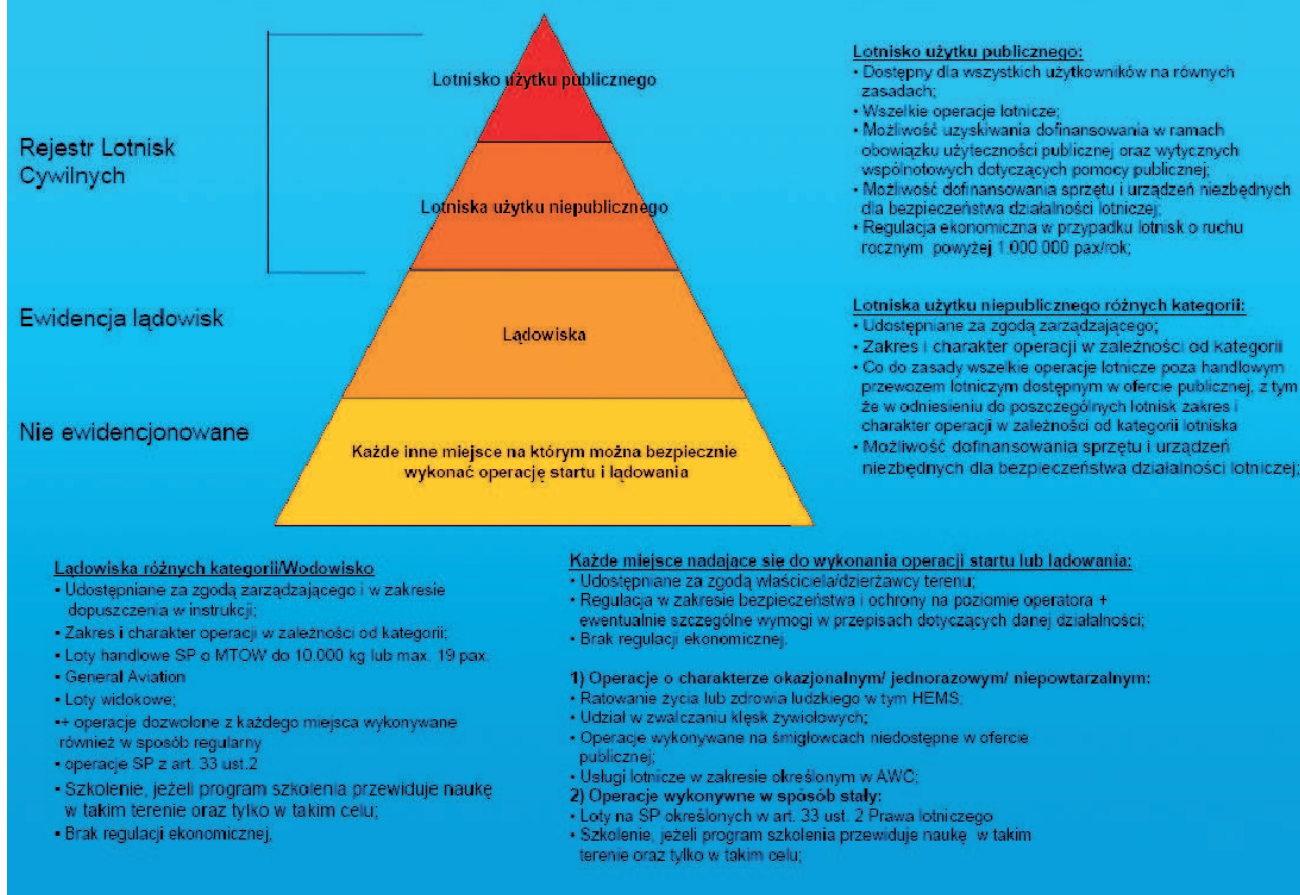 Lotnisko użytku publicznego
Rejestr Lotnisk
Cywilnych
Lotniska użytku niepublicznego
Ewidencja lądowisk
Lądowiska
Nie ewidencjonowane
Każde inne miejsce na którym można bezpiecznie
wykonać operację startu i lądowania
Lotnisko użytku publicznego:
• Dostępny dla wszystkich użytkowników na równych
zasadach;
• Wszelkie operacje lotnicze;
• Możliwość uzyskiwania dofinansowania w ramach
obowiązku użyteczności publicznej oraz wytycznych
wspólnotowych dotyczących pomocy publicznej;
• Możliwość dofinansowania sprzętu i urządzeń niezbędnych
dla bezpieczeństwa działalności lotniczej;
• Regulacja ekonomiczna w przypadku lotnisk o ruchu
rocznym powyżej 1.000 000 pax/rok;
Lotniska użytku niepublicznego różnych kategorii:
• Udostępniane za zgodą zarządzającego;
• Zakres i charakter operacji w zależności od kategorii
• Co do zasady wszelkie operacje lotnicze poza handlowym
przewozem lotniczym dostępnym w ofercie publicznej, z tym
że w odniesieniu do poszczególnych lotnisk zakres i
charakter operacji w zależności od kategorii lotniska
• Możliwość dofinansowania sprzętu i urządzeń
niezbędnych dla bezpieczeństwa działalności lotniczej;
Lądowiska różnych kategorii/Wodowisko
▪ Udostępniane za zgodą zarządzającego i w zakresie
dopuszczenia w instrukcji;
▪ Zakres i charakter operacji w zależności od kategorii;
▪ Loty handlowe SP o MTOW do 10.000 kg lub max. 19 pax.
▪ General Aviation
▪ Loty widokowe;
▪+ operacje dozwolone z każdego miejsca wykonywane
również w sposób regularny
▪ operacje SP z art. 33 ust.2
▪ Szkolenie, jeżeli program szkolenia przewiduje naukę
w takim terenie oraz tylko w takim celu;
▪ Brak regulacji ekonomicznej,
Każde miejsce nadające się do wykonania operacji startu lub lądowania:
• Udostępniane za zgodą właściciela/dzierżawcy terenu;
• Regulacja w zakresie bezpieczeństwa i ochrony na poziomie operatora +
ewentualnie szczególne wymogi w przepisach dotyczących danej działalności;
• Brak regulacji ekonomicznej.
1) Operacje o charakterze okazjonalnym/ jednorazowym/ niepowtarzalnym:
• Ratowanie życia lub zdrowia ludzkiego w tym HEMS;
• Udział w zwalczaniu klęsk żywiołowych;
• Operacje wykonywane na śmigłowcach niedostępne w ofercie
publicznej;
• Usługi lotnicze w zakresie określonym w AWC;
2) Operacje wykonywne w sposób stały:
• Loty na SP określonych w art. 33 ust. 2 Prawa lotniczego
• Szkolenie, jeżeli program szkolenia przewiduje naukę w takim
terenie oraz tylko w takim celu;